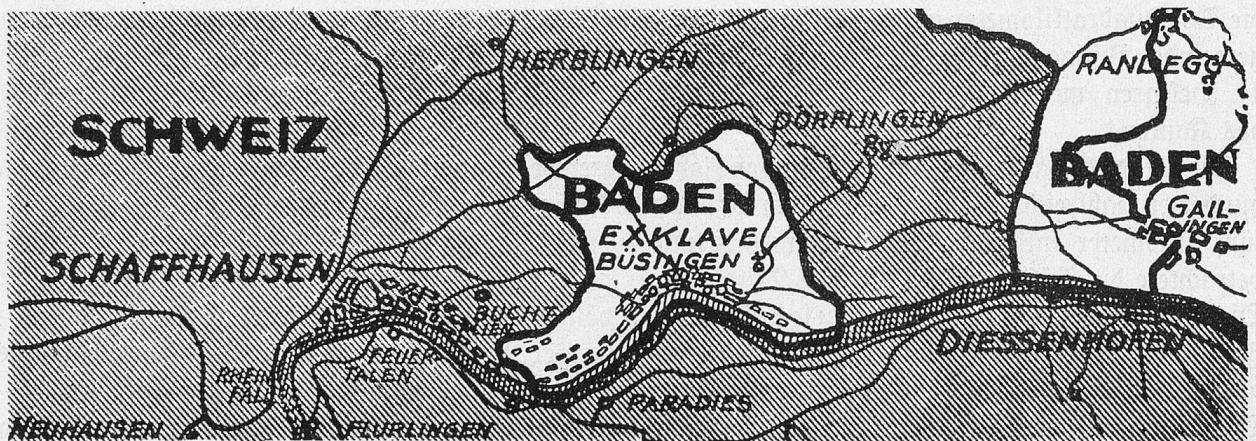 HERBLINGEN
RANDEGG
SCHWEIZ
DÖRFLINGEN
BADEN
BADEN
GAIL-
INGEN
EXKLAVE
BÜSINGEN
SCHAFFHAUSEN
BUCHT
FEUER-
TALEN
DIESSENHOFEN
RHEIN
FALL
PARADIES
NEUHAUSEN
FLURLINGEN